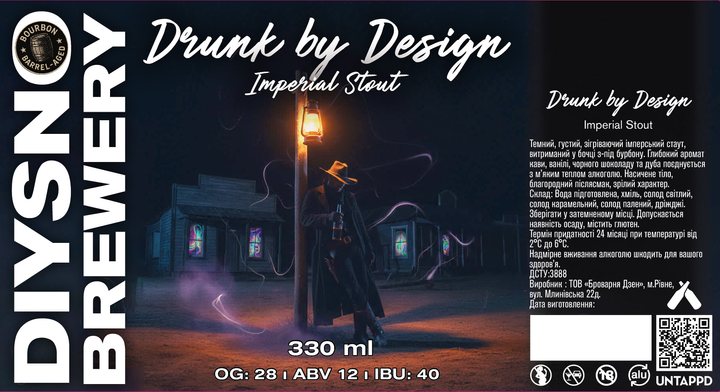 DIYSNO
BREWERY
BOURBON
BARREL-AGED
Drunk by Design
Imperial Stout
330 ml
OG: 28 I ABV 12 I IBU: 40
Drunk by Design
Imperial Stout
Темний, густий, зігріваючий імперський стаут,
витриманий у бочці з-під бурбону. Глибокий аромат
кави, ванілі, чорного шоколаду та дуба поєднується
з м’яким теплом алкоголю. Насичене тіло,
благородний післясмак, зрілий характер.
Склад: Вода підготовлена, хміль, солод світлий,
солод карамельний, солод палений, дріжджі.
Зберігати у затемненому місці. Допускається
наявність осаду, містить глютен.
Термін придатності 24 місяці при температурі від
2°С до 6°С.
Надмірне вживання алкоголю шкодить для вашого
здоров’я.
ДСТУ:3888
Виробник : ТОВ «Броварня Дзен», м.Рівне,
вул. Млинівська 22д.
Дата виготовлення:
18
alu
UNTAPPD